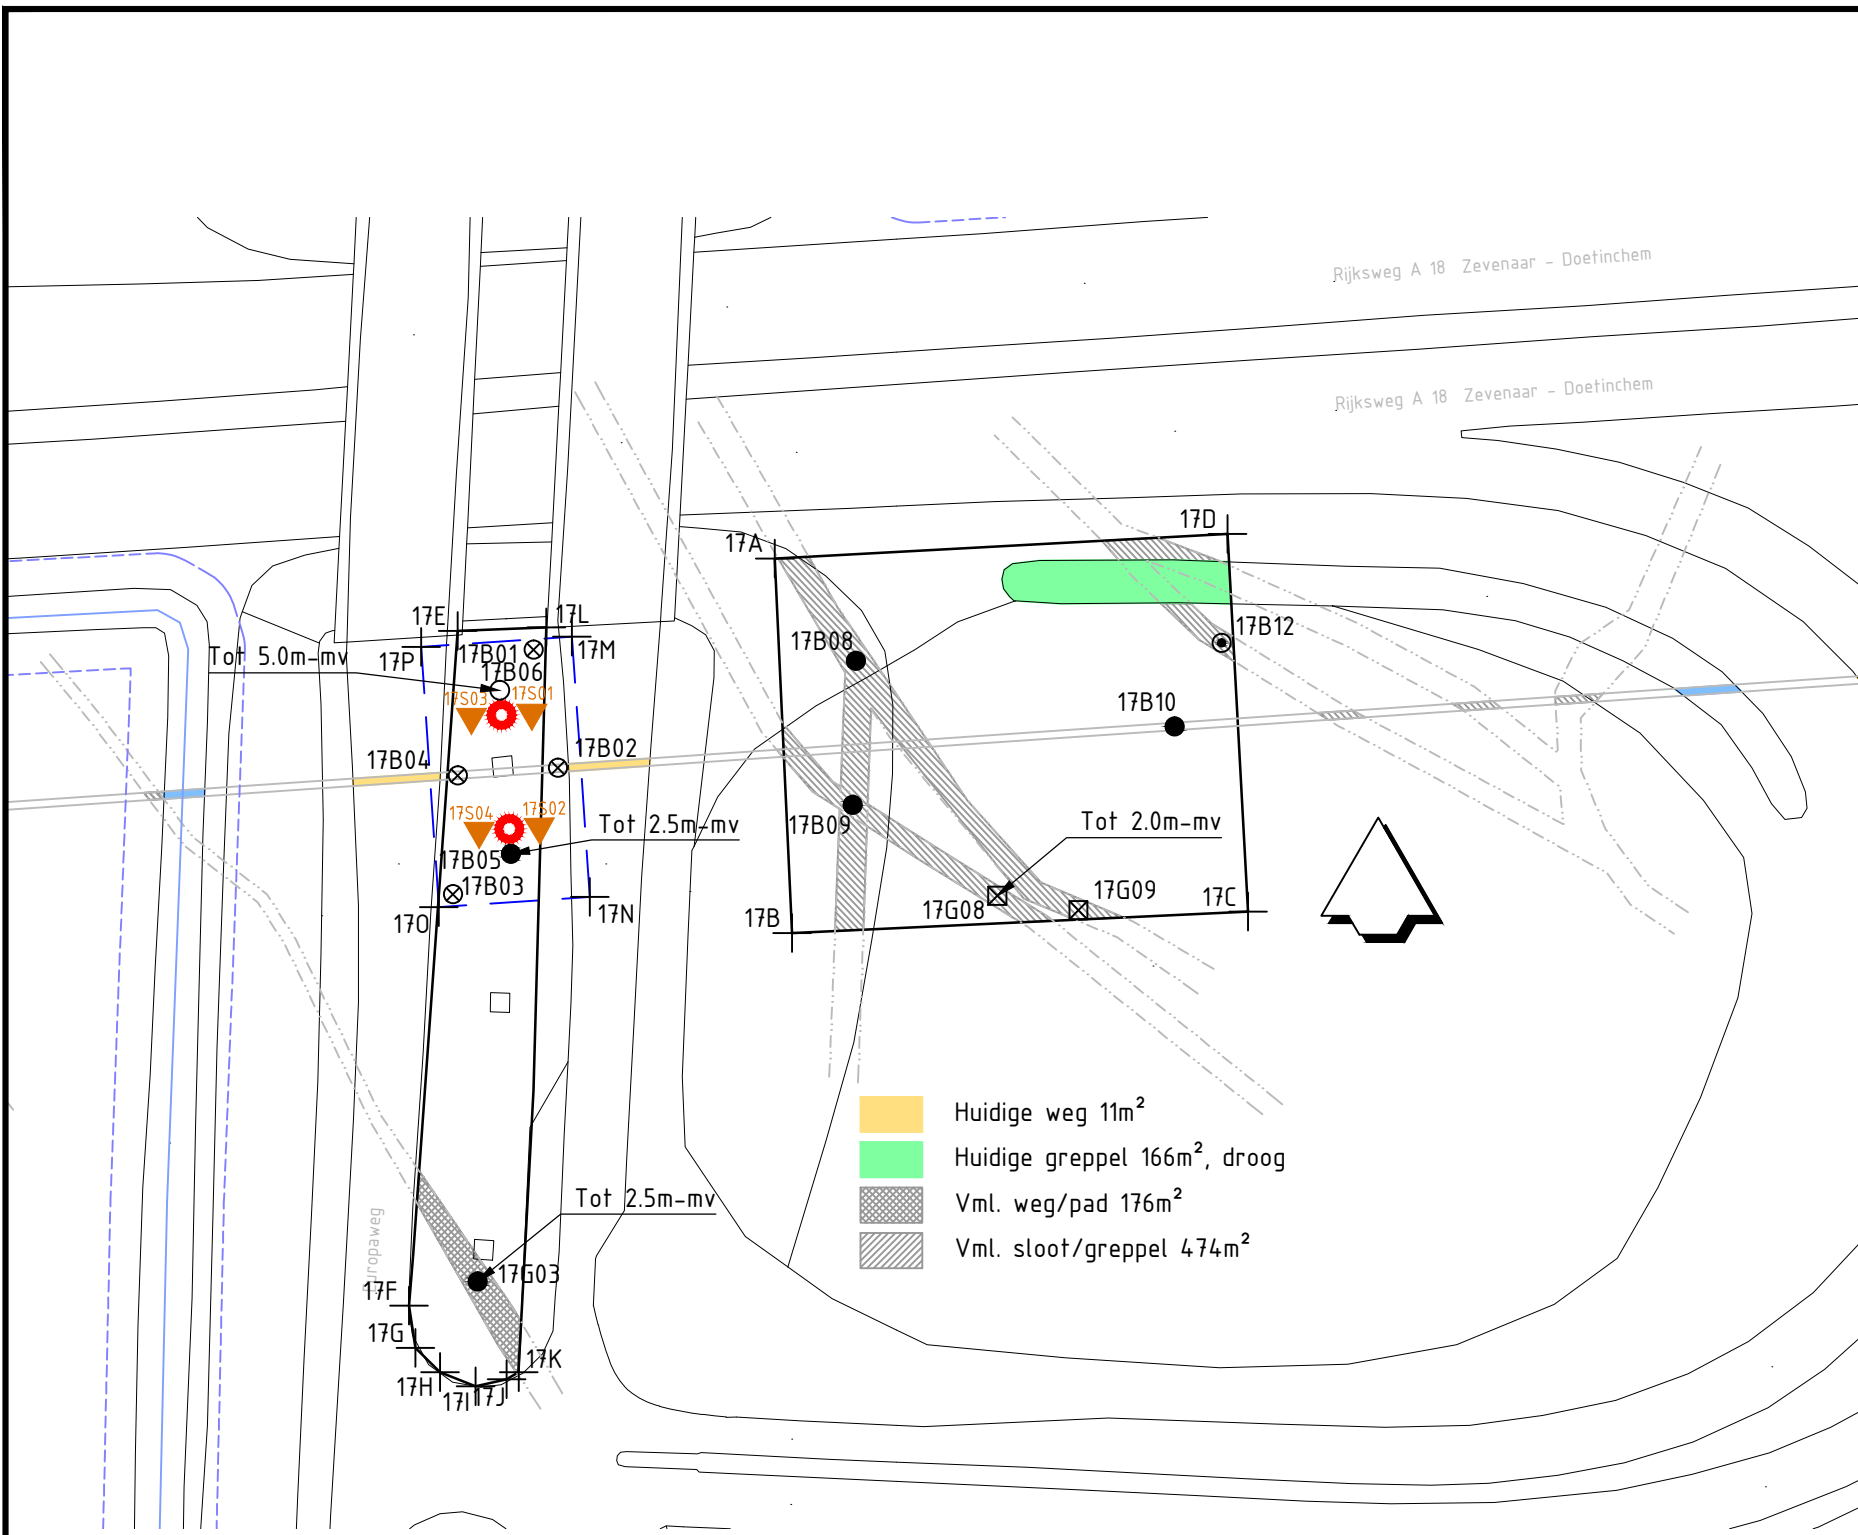 Rijksweg A 18 Zevenaar - Doetinchem
Rijksweg A 18 Zevenaar - Doetinchem
17D
17A
17E
17L
17B12
17P
17B01
17M
Tot 5.0m-mv
17B08
17B06
17S03
17S01
17B10
17B04
17B02
17S04
17S02
Tot 2.5m-mv
17B09
Tot 2.0m-mv
17B05
17B03
17G09
17O
17N
17B
17G08
17C
Huidige weg 11m²
Huidige greppel 166m², droog
Vml. weg/pad 176m²
Tot 2.5m-mv
Vml. sloot/greppel 474m²
Europaweg
17G03
17F
17G
17K
17H
17I
17J